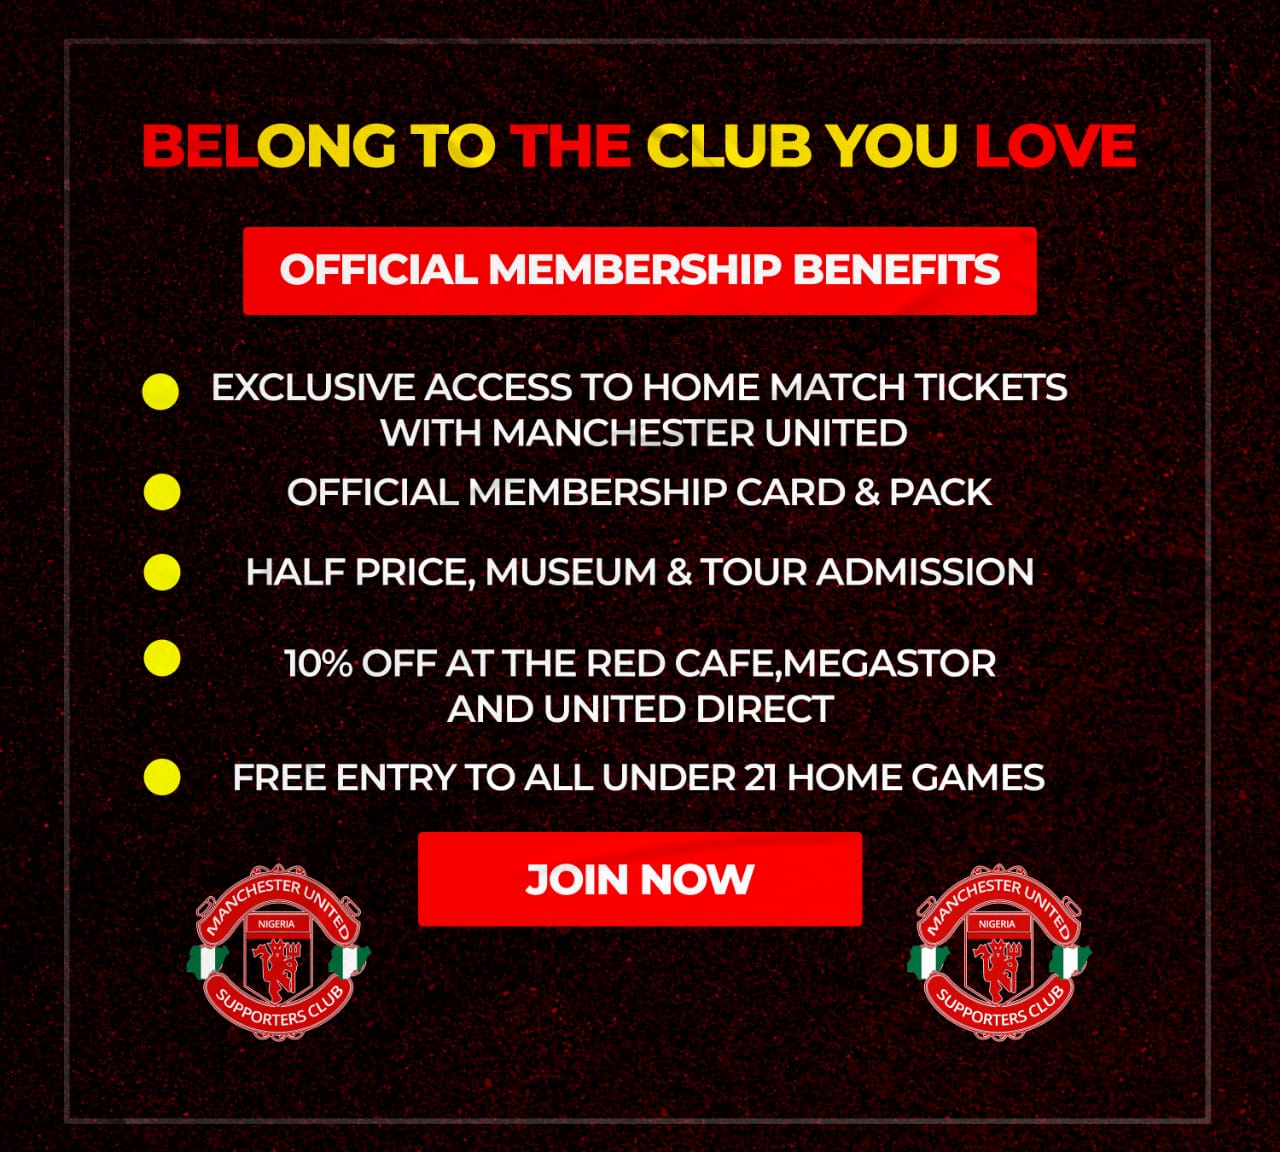 BELONG TO THE CLUB YOU LOVE
OFFICIAL MEMBERSHIP BENEFITS
EXCLUSIVE ACCESS TO HOME MATCH TICKETS
WITH MANCHESTER UNITED
OFFICIAL MEMBERSHIP CARD & PACK
HALF PRICE, MUSEUM & TOUR ADMISSION
10% OFF AT THE RED CAFE,MEGASTOR
AND UNITED DIRECT
FREE ENTRY TO ALL UNDER 21 HOME GAMES
JOIN NOW
MANCHESTER UNITED
NIGERIA
SUPPORTERS CLUB
MANCHESTER UNITED
NIGERIA
SUPPORTERS CLUB